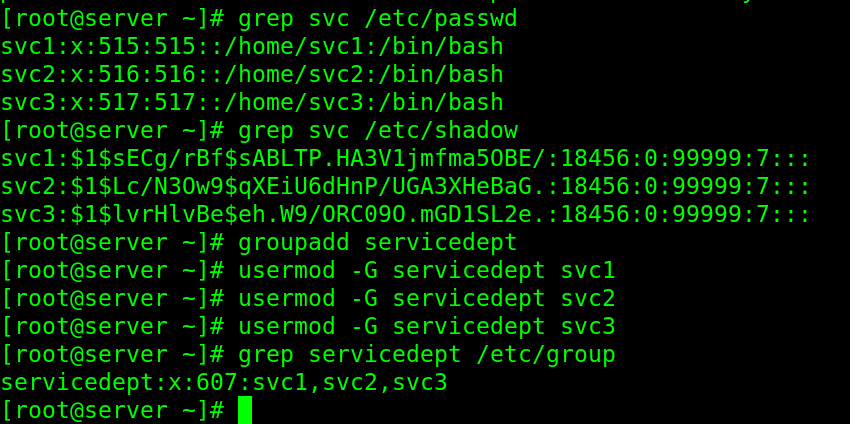 [root@server ~]# grep svc /etc/passwd
svc1:x:515:515::/home/svc1:/bin/bash
svc2:x:516:516::/home/svc2:/bin/bash
svc3:x:517:517::/home/svc3:/bin/bash
[root@server ~]# grep svc /etc/shadow
svc1:$1$sECg/rBf$sABLTP.HA3V1jmfma5OBE/:18456:0:99999:7:::
svc2:$1$Lc/N3Ow9$qXEiU6dHnP/UGA3XHeBaG.:18456:0:99999:7:::
svc3:$1$lvrHlvBe$eh.W9/ORC09O.mGD1SL2e.:18456:0:99999:7:::
[root@server ~]# groupadd servicedept
[root@server ~]# usermod -G servicedept svc1
[root@server ~]# usermod -G servicedept svc2
[root@server ~]# usermod -G servicedept svc3
[root@server ~]# grep servicedept /etc/group
servicedept:x:607:svc1,svc2,svc3
[root@server ~]#